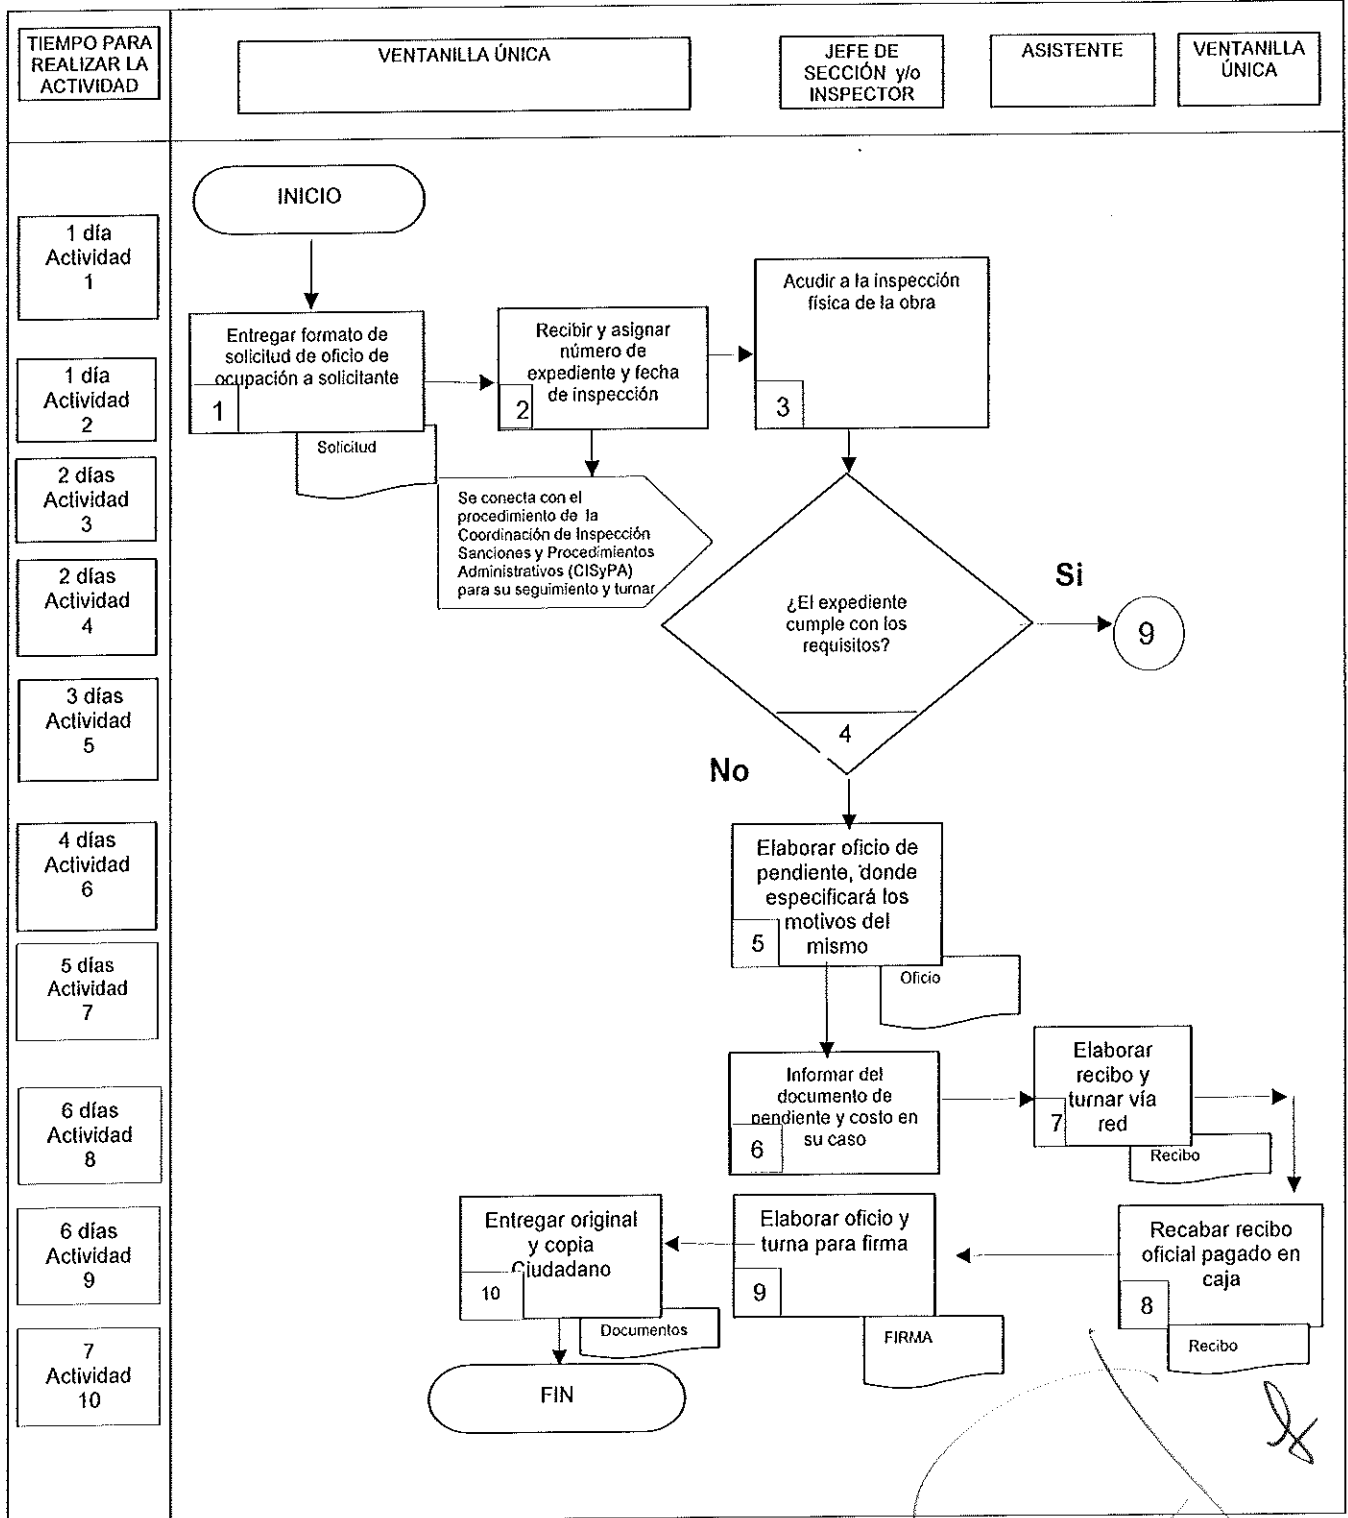 TIEMPO PARA
REALIZAR LA
ACTIVIDAD
VENTANILLA ÚNICA
JEFE DE
SECCIÓN y/o
INSPECTOR
ASISTENTE
VENTANILLA
ÚNICA
1 día
Actividad
1
1 día
Actividad
2
2 días
Actividad
3
2 días
Actividad
4
3 días
Actividad
5
4 días
Actividad
6
5 días
Actividad
7
6 días
Actividad
8
6 días
Actividad
9
7
Actividad
10
INICIO
Entregar formato de
solicitud de oficio de
ocupación a solicitante
1
Solicitud
Recibir y asignar
número de
expediente y fecha
de inspección
2
Se conecta con el
procedimiento de la
Coordinación de Inspección
Sanciones y Procedimientos
Administrativos (CISyPA)
para su seguimiento y turnar
Acudir a la inspección
física de la obra
3
¿El expediente
cumple con los
requisitos?
4
Si
9
No
Elaborar oficio de
pendiente, donde
especificará los
motivos del
mismo
5
Oficio
Informar del
documento de
pendiente y costo en
su caso
6
Elaborar
recibo y
turnar vía
red
7
Recibo
Recabar recibo
oficial pagado en
caja
8
Recibo
Elaborar oficio y
turna para firma
9
FIRMA
Entregar original
y copia
Ciudadano
10
Documentos
FIN